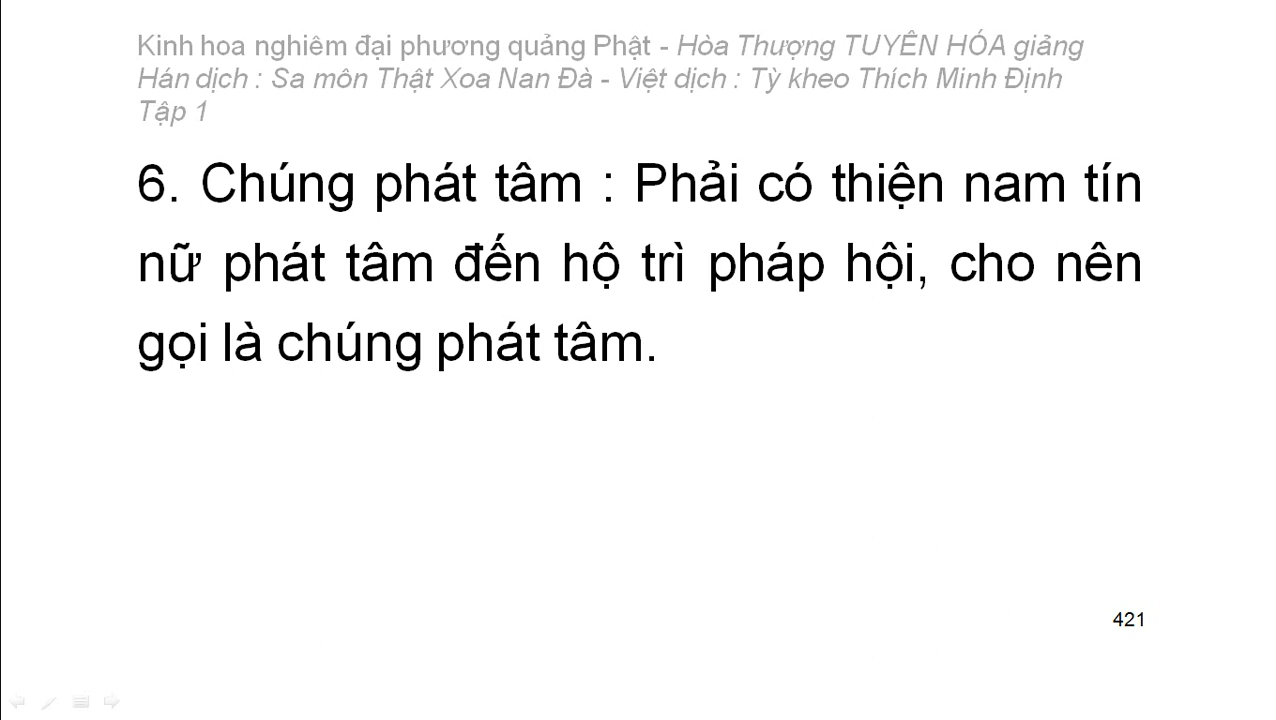 Kinh hoa nghiêm đại phương quảng Phật - Hòa Thượng TUYÊN HÓA giảng
Hán dịch : Sa môn Thật Xoa Nan Đà - Việt dịch : Tỳ kheo Thích Minh Định
Tập 1
6. Chúng phát tâm : Phải có thiện nam tín
nữ phát tâm đến hộ trì pháp hội, cho nên
gọi là chúng phát tâm.
421